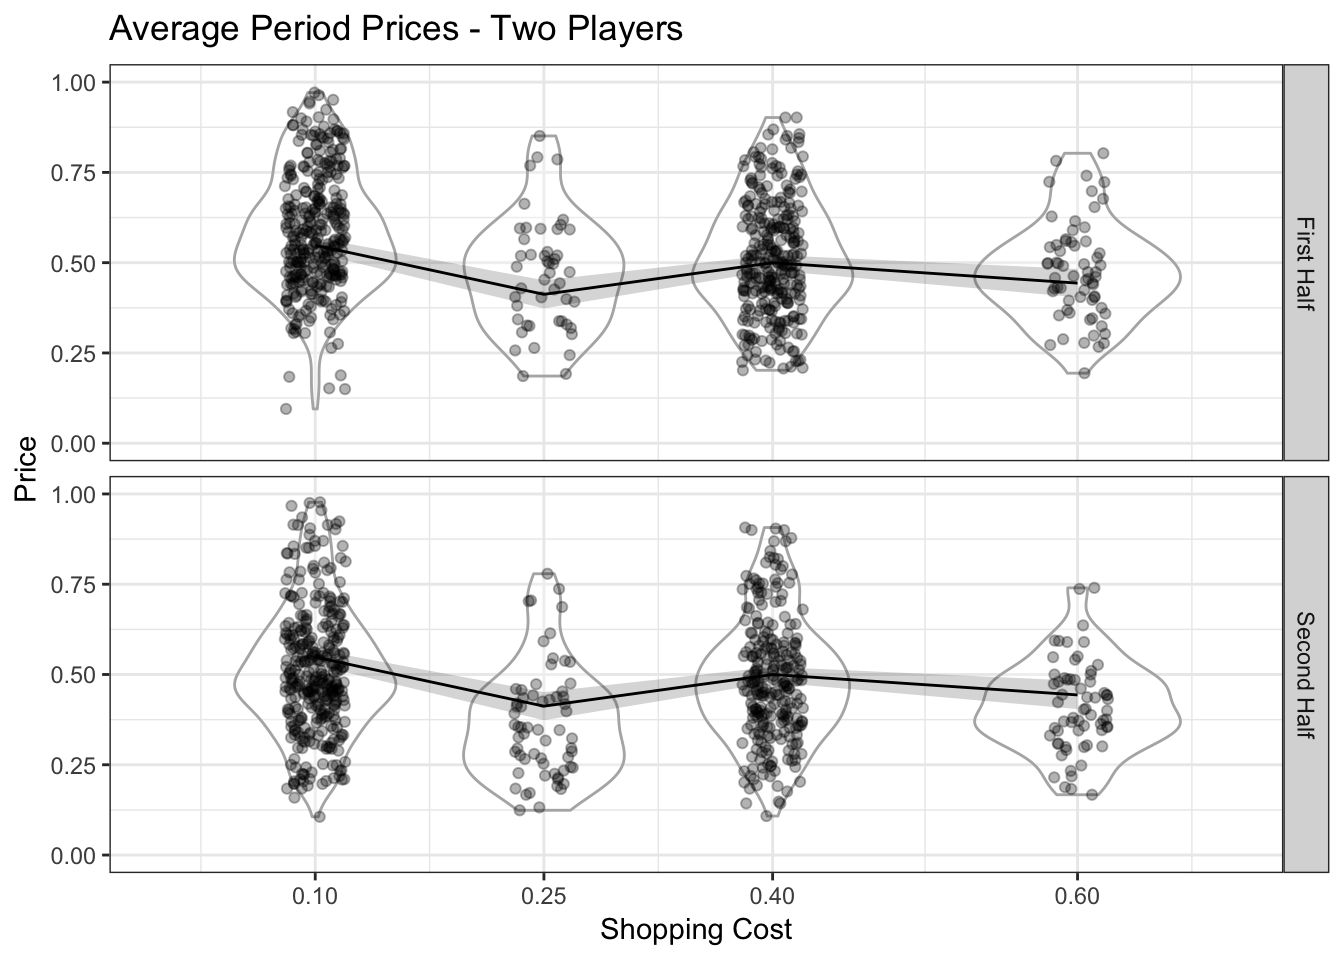 Average Period Prices - Two Players
1.00
0.75
0.50
0.25
0.00
First Half
Price
1.00
0.75
0.50
0.25
0.00
Second Half
0.10 0.25 0.40 0.60
Shopping Cost